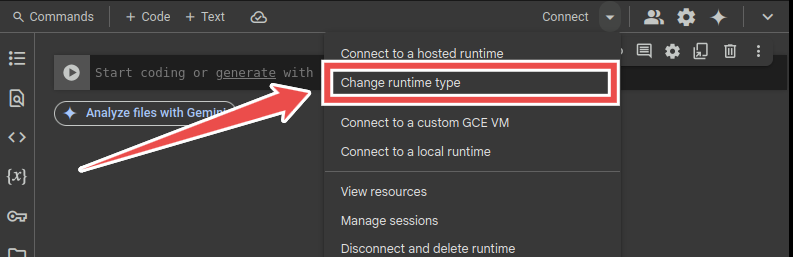 Commands + Code + Text Connect
Connect to a hosted runtime
Start coding or generate with
Change runtime type
Analyze files with Gemini
Connect to a custom GCE VM
Connect to a local runtime
{x}
View resources
Manage sessions
Disconnect and delete runtime